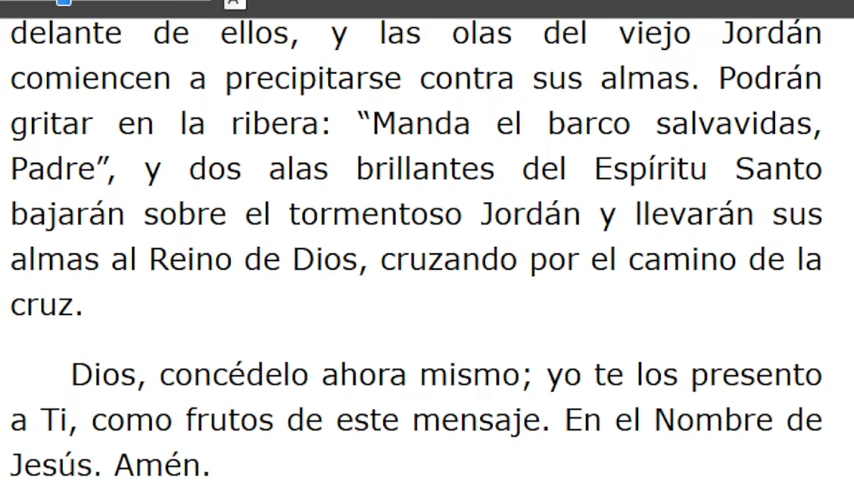 delante de ellos, y las olas del viejo Jordán
comiencen a precipitarse contra sus almas. Podrán
gritar en la ribera: “Manda el barco salvavidas,
Padre”, y dos alas brillantes del Espíritu Santo
bajarán sobre el tormentoso Jordán y llevarán sus
almas al Reino de Dios, cruzando por el camino de la
cruz.
Dios, concédelo ahora mismo; yo te los presento
a Ti, como frutos de este mensaje. En el Nombre de
Jesús. Amén.